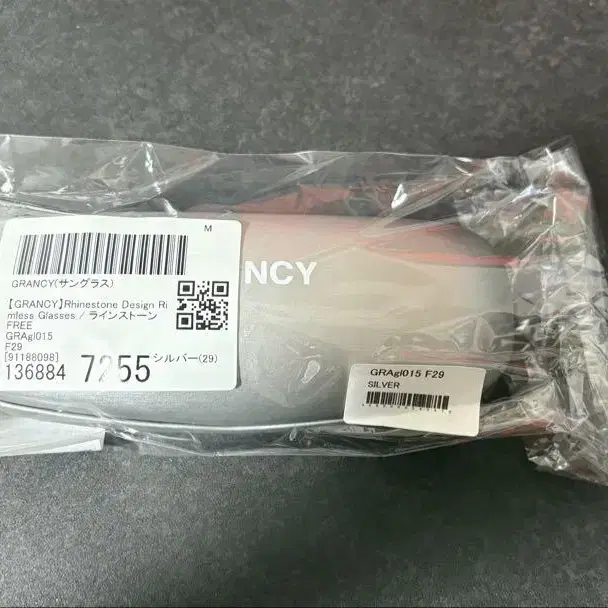 M
GRANCY(サングラス)
NCY
【GRANCY】Rhinestone Design Ri
mless Glasses / ラインストーン
FREE
GRAgl015
F29
[91188098]
136884 7255 シルバー(29)
GRAgl015 F29
SILVER